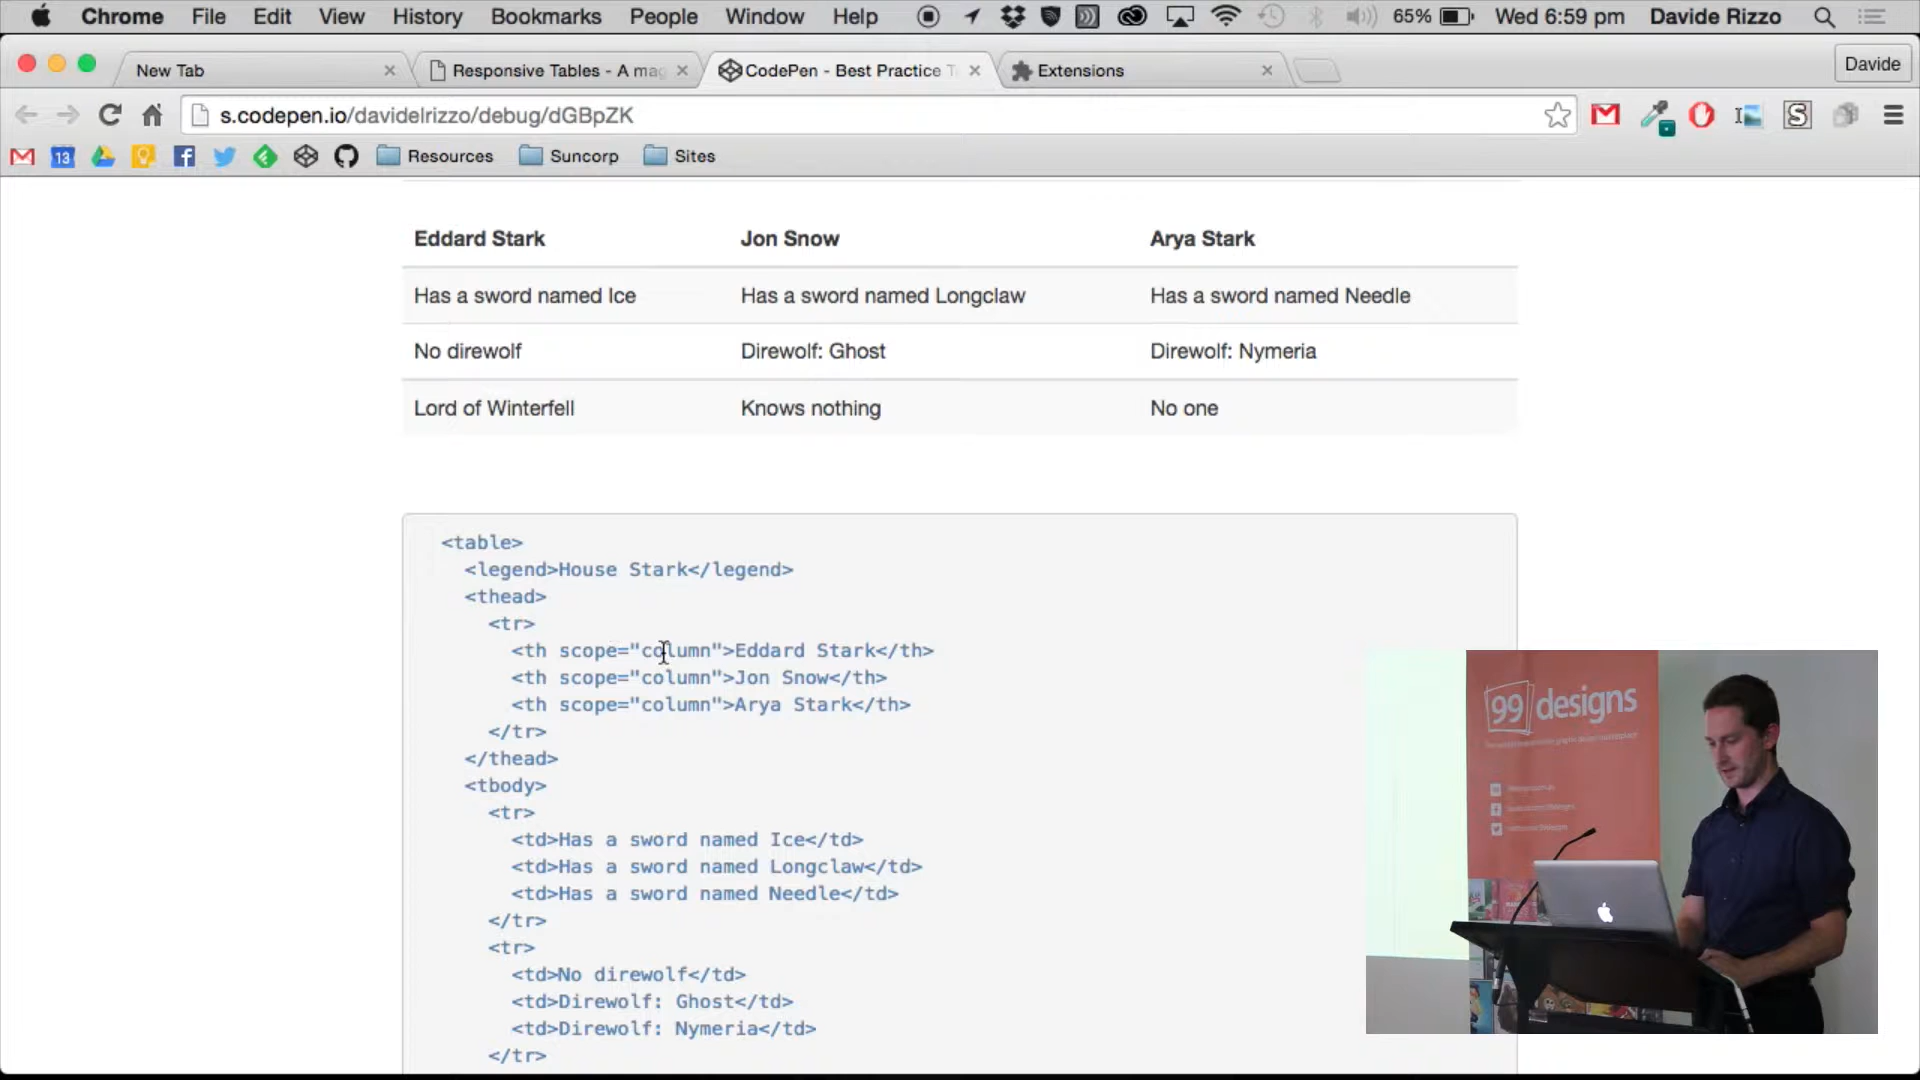 Chrome File Edit View History Bookmarks People Window Help 65% Wed 6:59 pm Davide Rizzo
New Tab
Responsive Tables - A mag
CodePen - Best Practice T
Extensions
Davide
s.codepen.io/davidelrizzo/debug/dGBpZK
13 Resources Suncorp Sites
Eddard Stark Jon Snow Arya Stark
Has a sword named Ice Has a sword named Longclaw Has a sword named Needle
No direwolf Direwolf: Ghost Direwolf: Nymeria
Lord of Winterfell Knows nothing No one
<table>
<legend>House Stark</legend>
<thead>
<tr>
<th scope="column">Eddard Stark</th>
<th scope="column">Jon Snow</th>
<th scope="column">Arya Stark</th>
</tr>
</thead>
<tbody>
<tr>
<td>Has a sword named Ice</td>
<td>Has a sword named Longclaw</td>
<td>Has a sword named Needle</td>
</tr>
<tr>
<td>No direwolf</td>
<td>Direwolf: Ghost</td>
<td>Direwolf: Nymeria</td>
</tr>
99designs